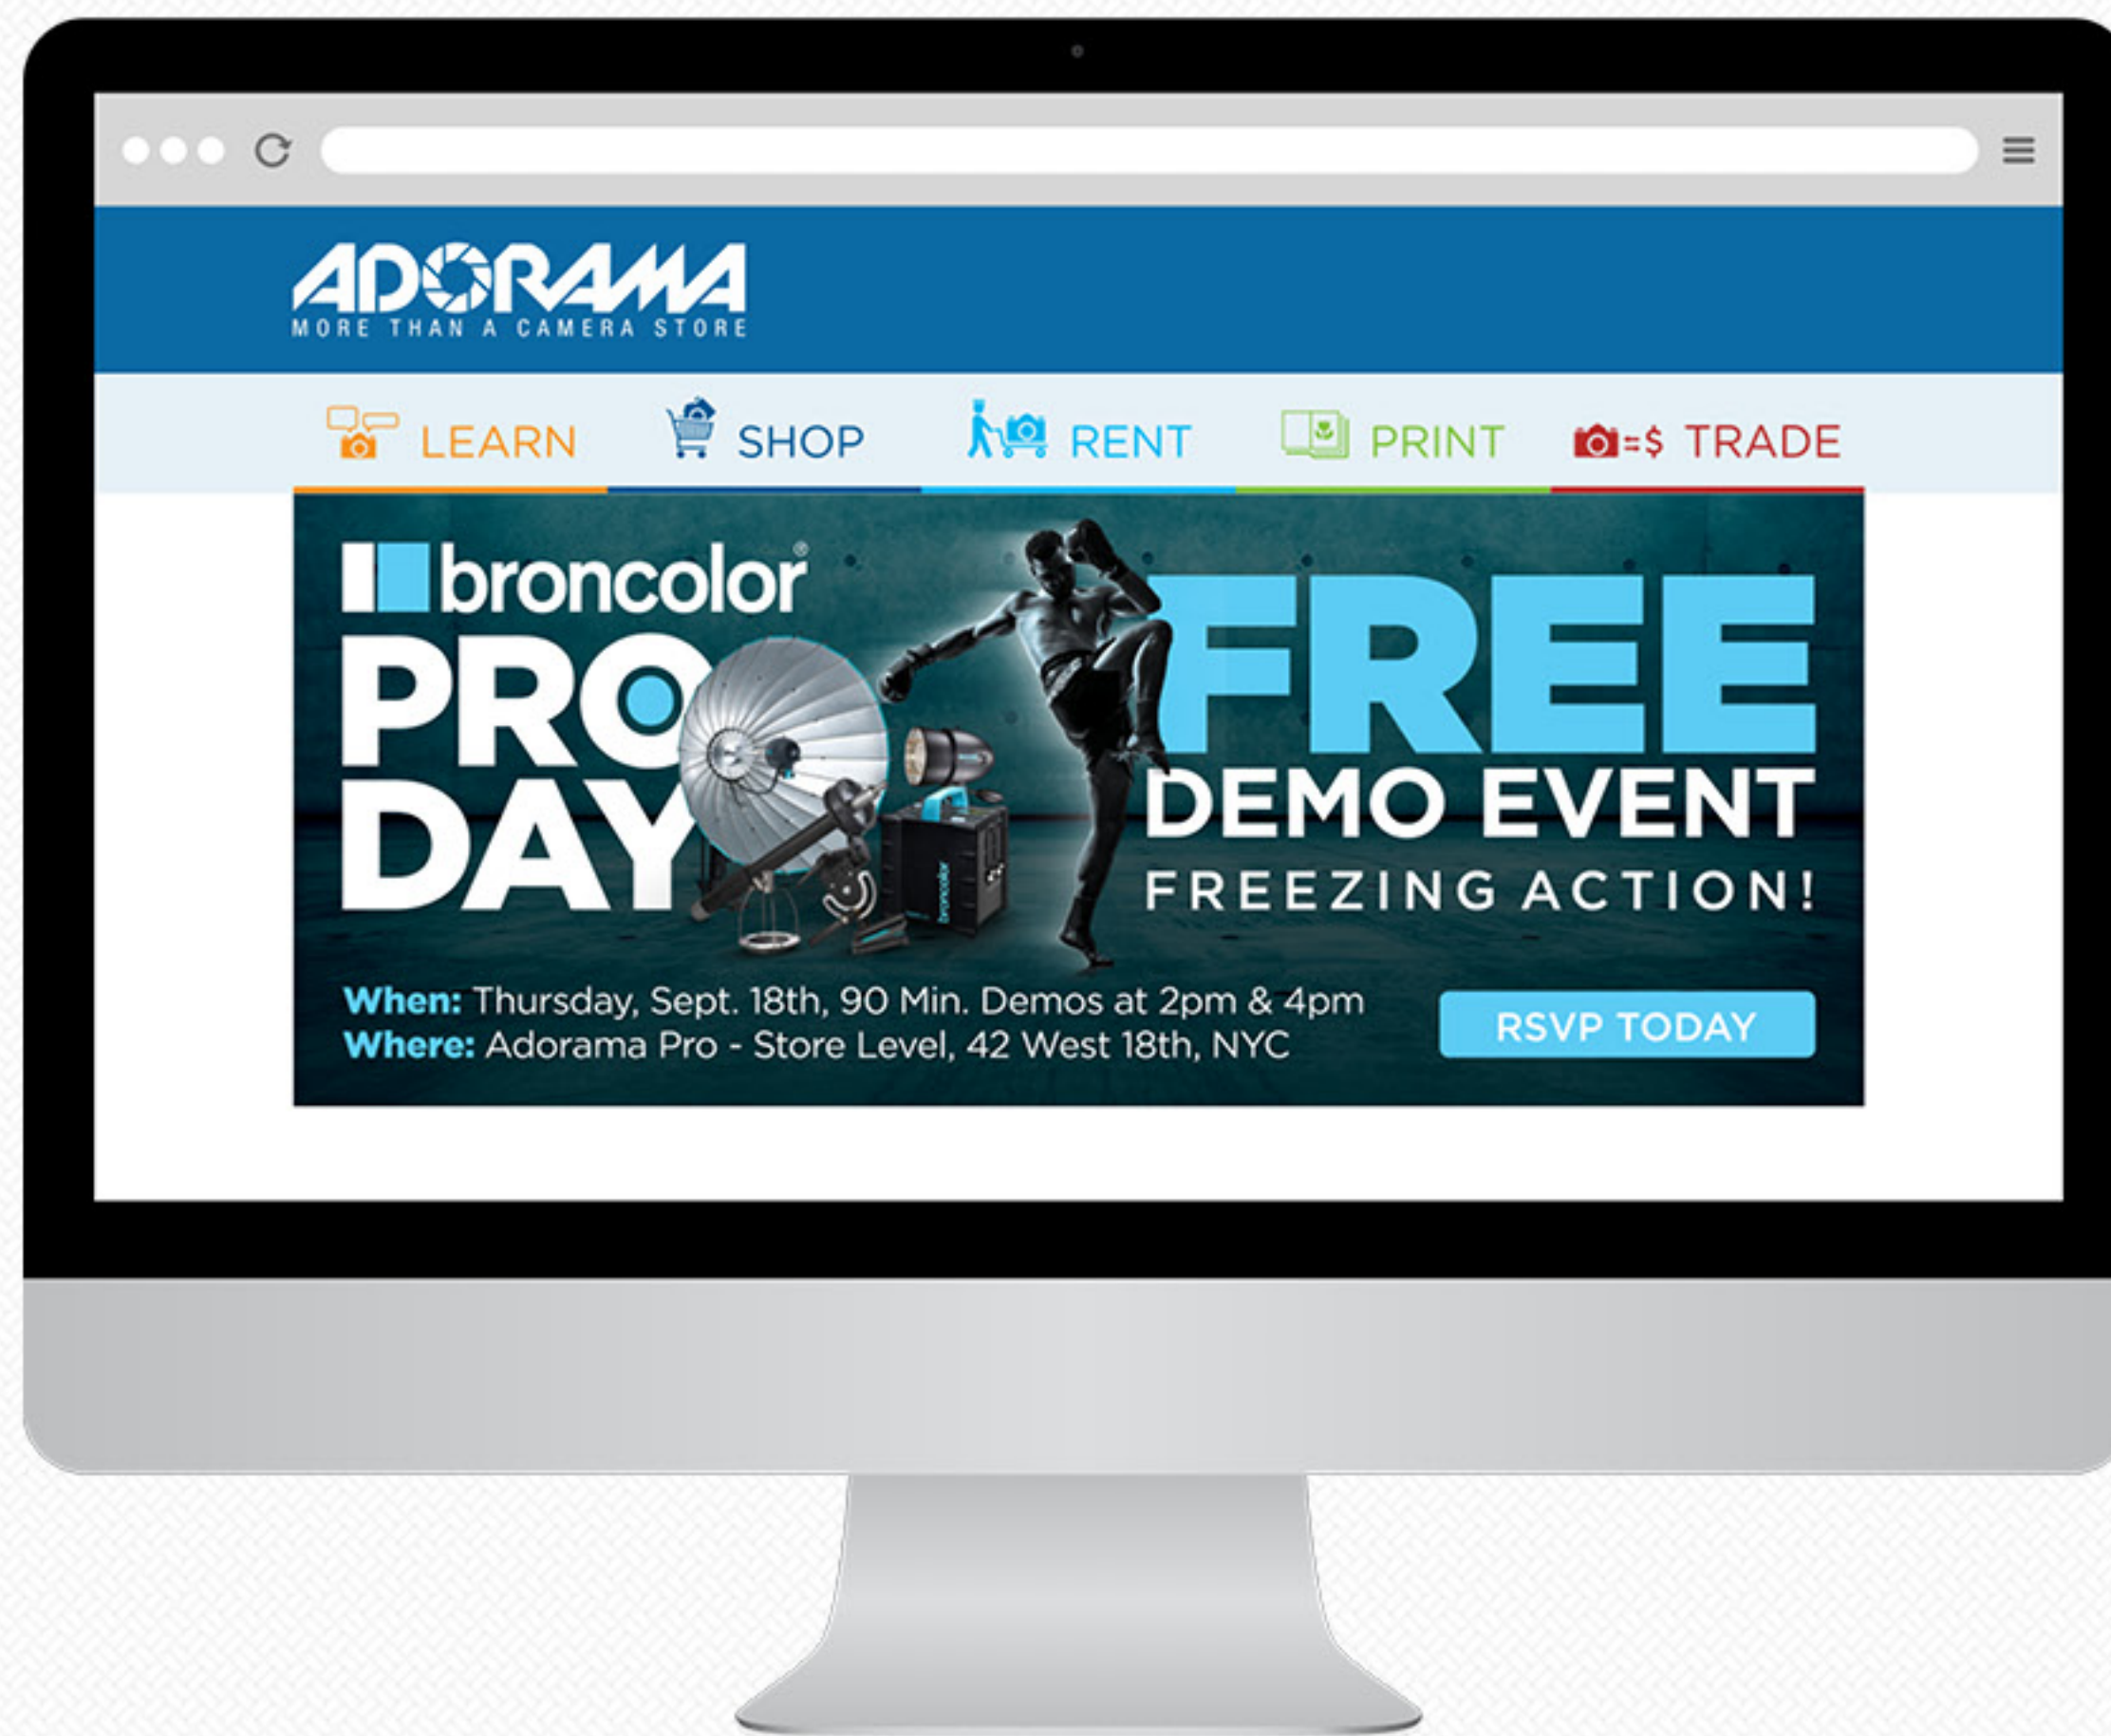 ADORAMA
MORE THAN A CAMERA STORE
LEARN SHOP RENT PRINT =$ TRADE
broncolor®
PRO
DAY
broncolor
FREE
DEMO EVENT
FREEZING ACTION!
When: Thursday, Sept. 18th, 90 Min. Demos at 2pm & 4pm
Where: Adorama Pro - Store Level, 42 West 18th, NYC
RSVP TODAY